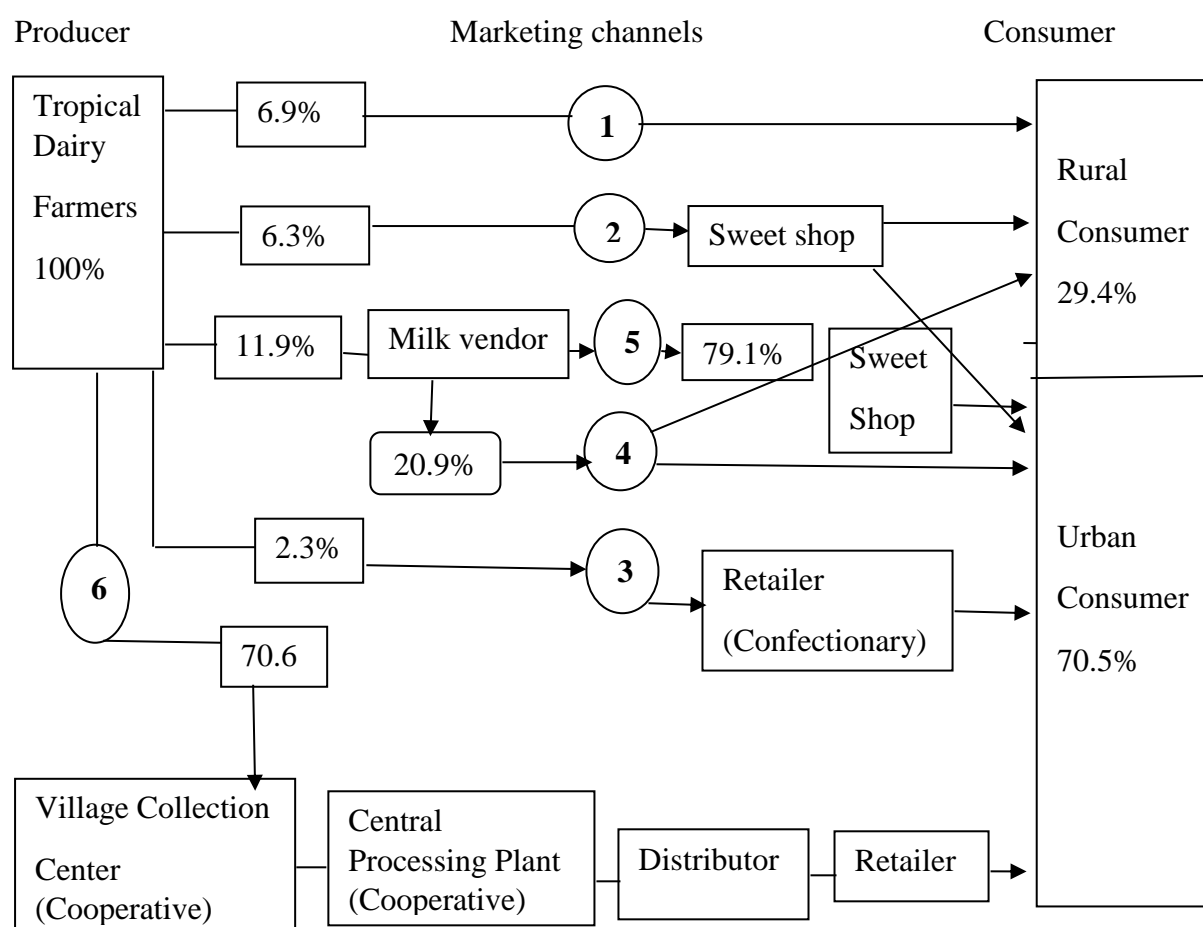 Producer
Marketing channels
Consumer
Tropical
Dairy
Farmers
100%
6.9%
1
6.3%
2
Sweet shop
11.9%
Milk vendor
5
79.1%
Sweet
Shop
20.9%
4
2.3%
3
Retailer
(Confectionary)
6
70.6
Village Collection
Center
(Cooperative)
Central
Processing Plant
(Cooperative)
Distributor
Retailer
Rural
Consumer
29.4%
Urban
Consumer
70.5%